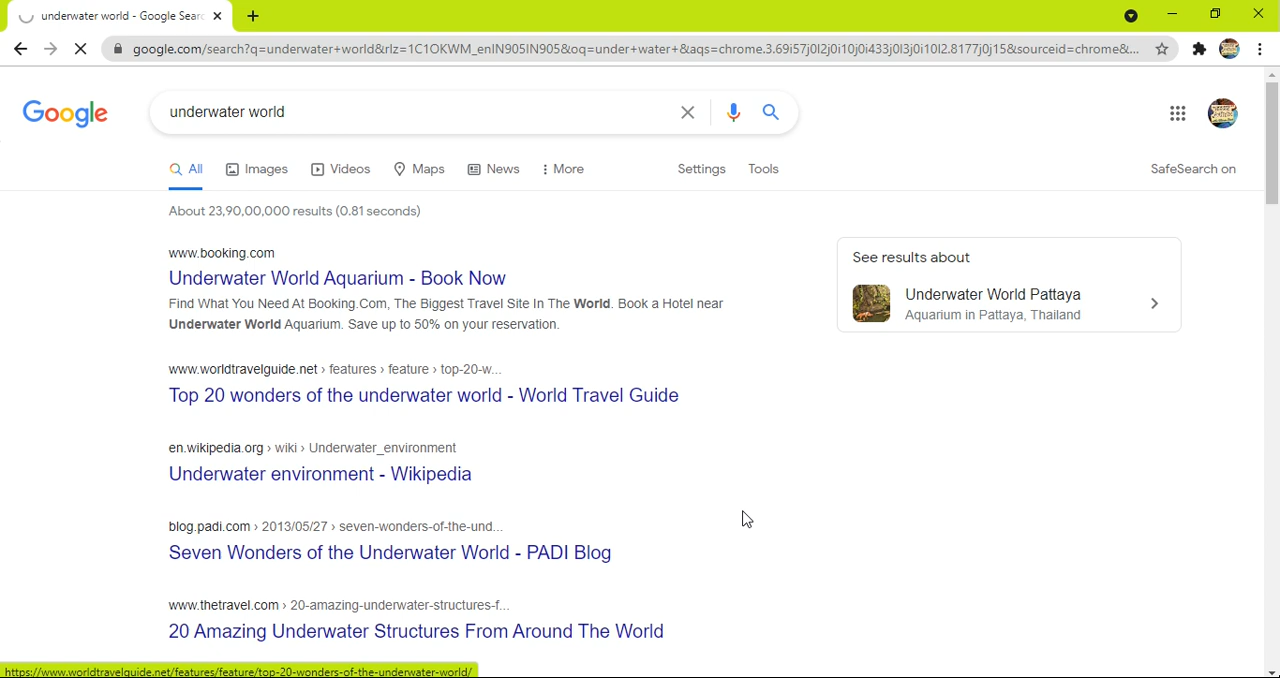 underwater world - Google Searc
google.com/search?q=underwater+world&rlz=1C1OKWM_enIN905IN905&oq=under+water+&aqs=chrome.3.69i57j0l2j0i10j0i433j0l3j0i10l2.8177j0j15&sourceid=chrome&...
Google
underwater world
All Images Videos Maps News More Settings Tools SafeSearch on
About 23,90,00,000 results (0.81 seconds)
www.booking.com
Underwater World Aquarium - Book Now
Find What You Need At Booking.Com, The Biggest Travel Site In The World. Book a Hotel near
Underwater World Aquarium. Save up to 50% on your reservation.
See results about
Underwater World Pattaya
Aquarium in Pattaya, Thailand
www.worldtravelguide.net › features › feature › top-20-w...
Top 20 wonders of the underwater world - World Travel Guide
en.wikipedia.org › wiki › Underwater_environment
Underwater environment - Wikipedia
blog.padi.com › 2013/05/27 › seven-wonders-of-the-und...
Seven Wonders of the Underwater World - PADI Blog
www.thetravel.com › 20-amazing-underwater-structures-f...
20 Amazing Underwater Structures From Around The World
https://www.worldtravelguide.net/features/feature/top-20-wonders-of-the-underwater-world/